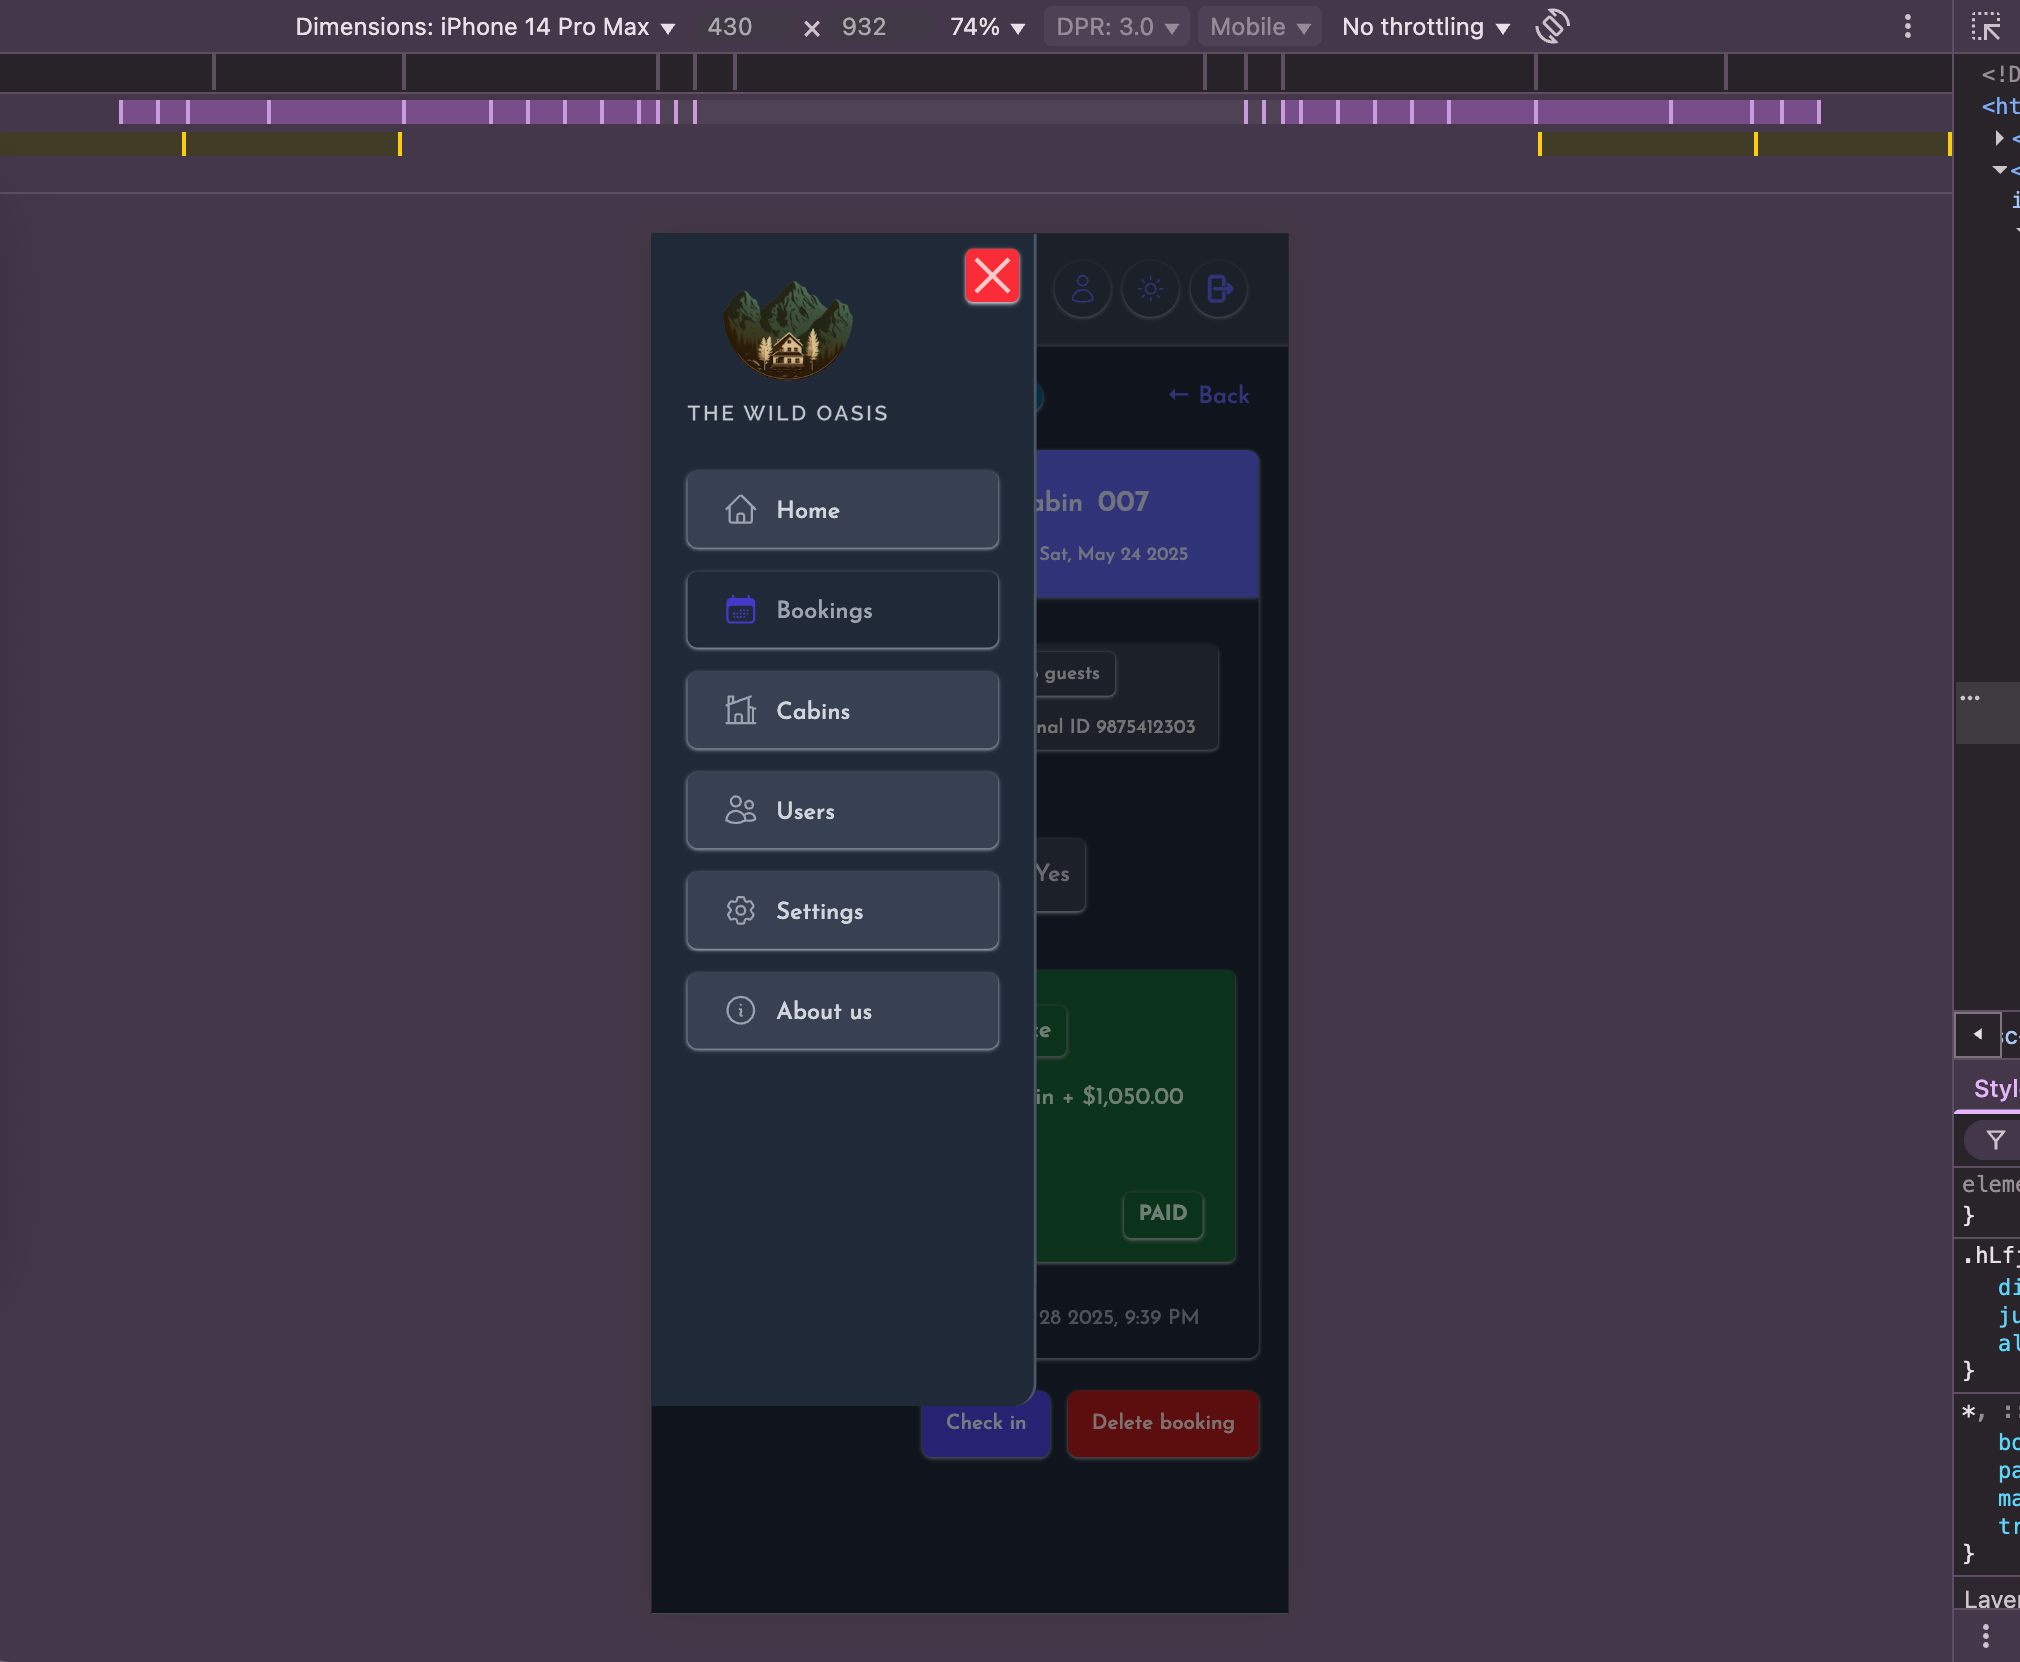 Dimensions: iPhone 14 Pro Max 430 × 932 74% DPR: 3.0 Mobile No throttling
THE WILD OASIS
Home
Bookings
Cabins
Users
Settings
About us
← Back
abin 007
Sat, May 24 2025
guests
nal ID 9875412303
Yes
in + $1,050.00
PAID
28 2025, 9:39 PM
Check in
Delete booking
<!D
<ht
<
<
i
...
sc
Styl
eleme
}
.hLf
di
ju
al
}
*, ::
bo
pa
ma
tr
}
Layer